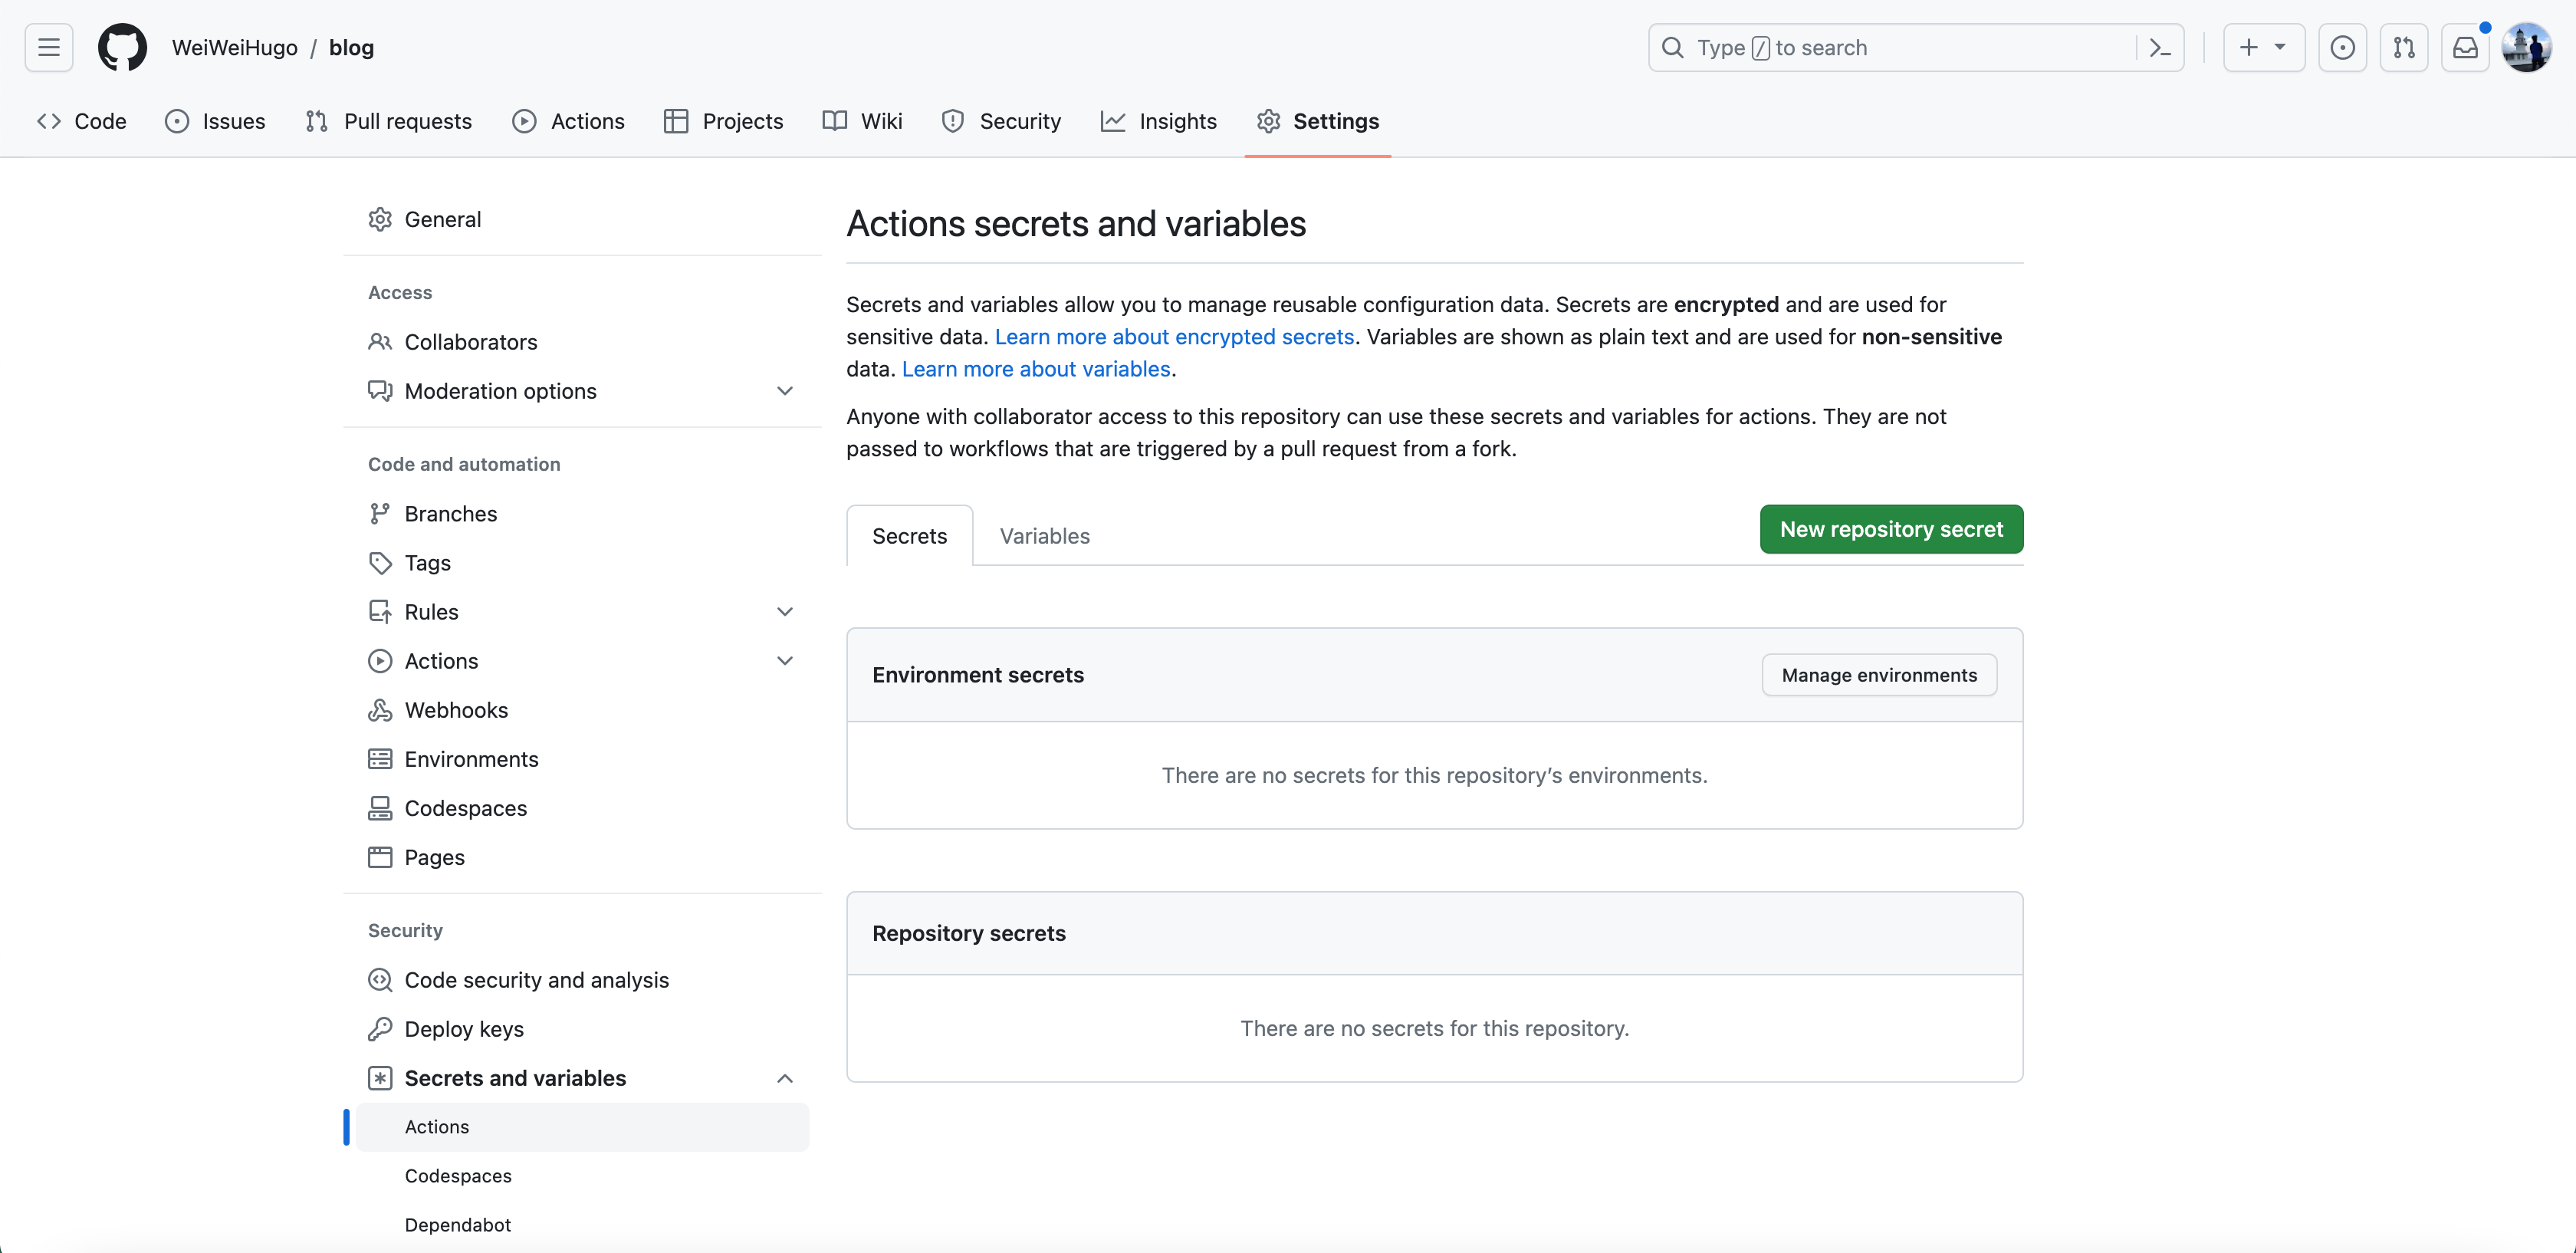 WeiWeiHugo / blog
Type / to search
Code
Issues
Pull requests
Actions
Projects
Wiki
Security
Insights
Settings
General
Access
Collaborators
Moderation options
Code and automation
Branches
Tags
Rules
Actions
Webhooks
Environments
Codespaces
Pages
Security
Code security and analysis
Deploy keys
Secrets and variables
Actions
Codespaces
Dependabot
Actions secrets and variables
Secrets and variables allow you to manage reusable configuration data. Secrets are encrypted and are used for
sensitive data. Learn more about encrypted secrets. Variables are shown as plain text and are used for non-sensitive
data. Learn more about variables.
Anyone with collaborator access to this repository can use these secrets and variables for actions. They are not
passed to workflows that are triggered by a pull request from a fork.
Secrets
Variables
New repository secret
Environment secrets
Manage environments
There are no secrets for this repository’s environments.
Repository secrets
There are no secrets for this repository.